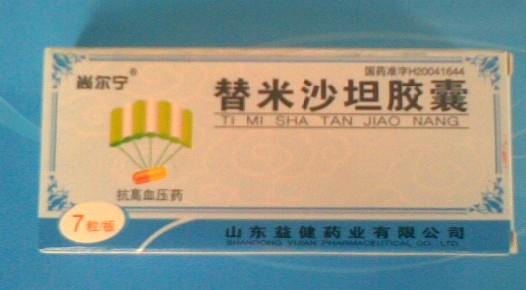 尚尔宁®
国药准字H20041644
替米沙坦胶囊
TI MI SHA TAN JIAO NANG
抗高血压药
7粒/板
山东益健药业有限公司
SHANDONG YIJIAN PHARMACEUTICAL CO., LTD.